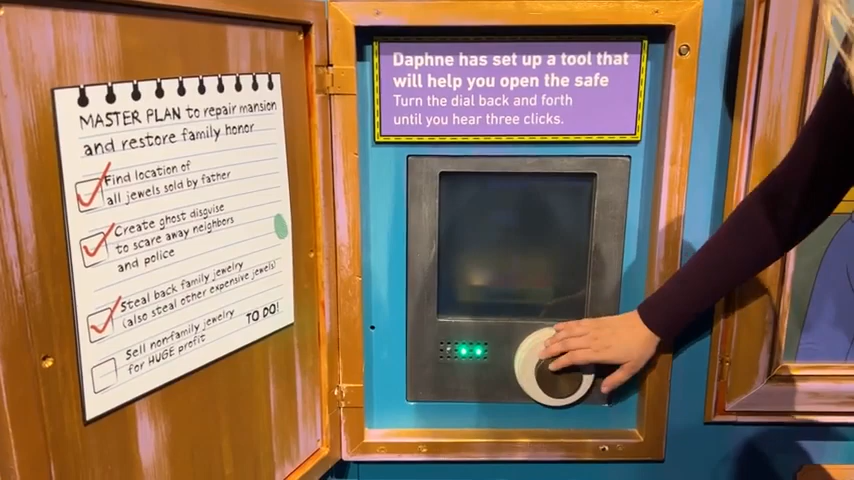 MASTER PLAN to repair mansion
and restore family honor
Find location of
all jewels sold by father
Create ghost disguise
to scare away neighbors
and police
Steal back family jewelry
(also steal other expensive jewels)
TO DO!
Sell non-family jewelry
for HUGE profit
Daphne has set up a tool that
will help you open the safe
Turn the dial back and forth
until you hear three clicks.